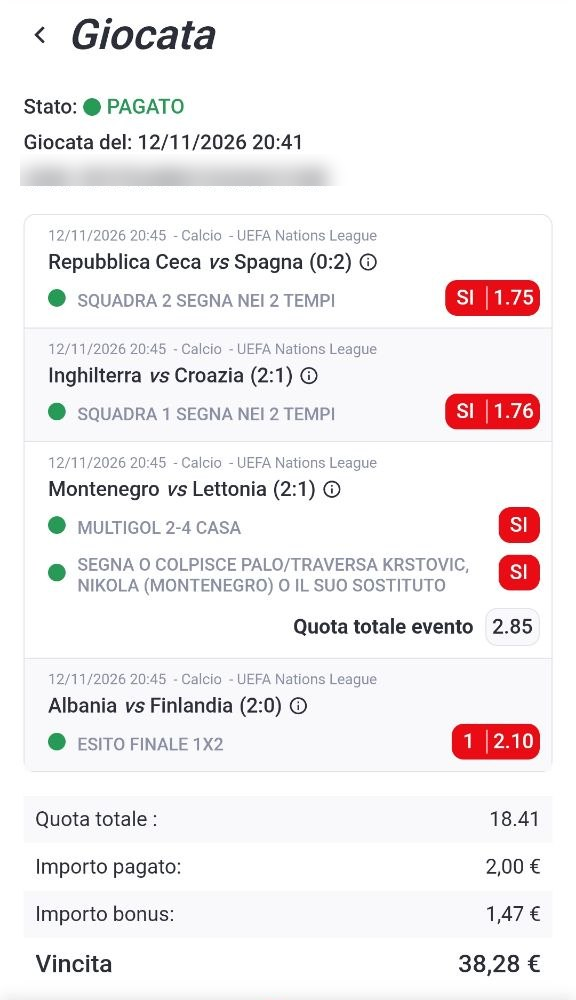 Giocata
Stato: PAGATO
Giocata del: 12/11/2026 20:41
12/11/2026 20:45 - Calcio - UEFA Nations League
Repubblica Ceca vs Spagna (0:2)
SQUADRA 2 SEGNA NEI 2 TEMPI SI 1.75
12/11/2026 20:45 - Calcio - UEFA Nations League
Inghilterra vs Croazia (2:1)
SQUADRA 1 SEGNA NEI 2 TEMPI SI 1.76
12/11/2026 20:45 - Calcio - UEFA Nations League
Montenegro vs Lettonia (2:1)
MULTIGOL 2-4 CASA SI
SEGNA O COLPISCE PALO/TRAVERSA KRSTOVIC, SI
NIKOLA (MONTENEGRO) O IL SUO SOSTITUTO
Quota totale evento 2.85
12/11/2026 20:45 - Calcio - UEFA Nations League
Albania vs Finlandia (2:0)
ESITO FINALE 1X2 1 2.10
Quota totale : 18.41
Importo pagato: 2,00 €
Importo bonus: 1,47 €
Vincita 38,28 €